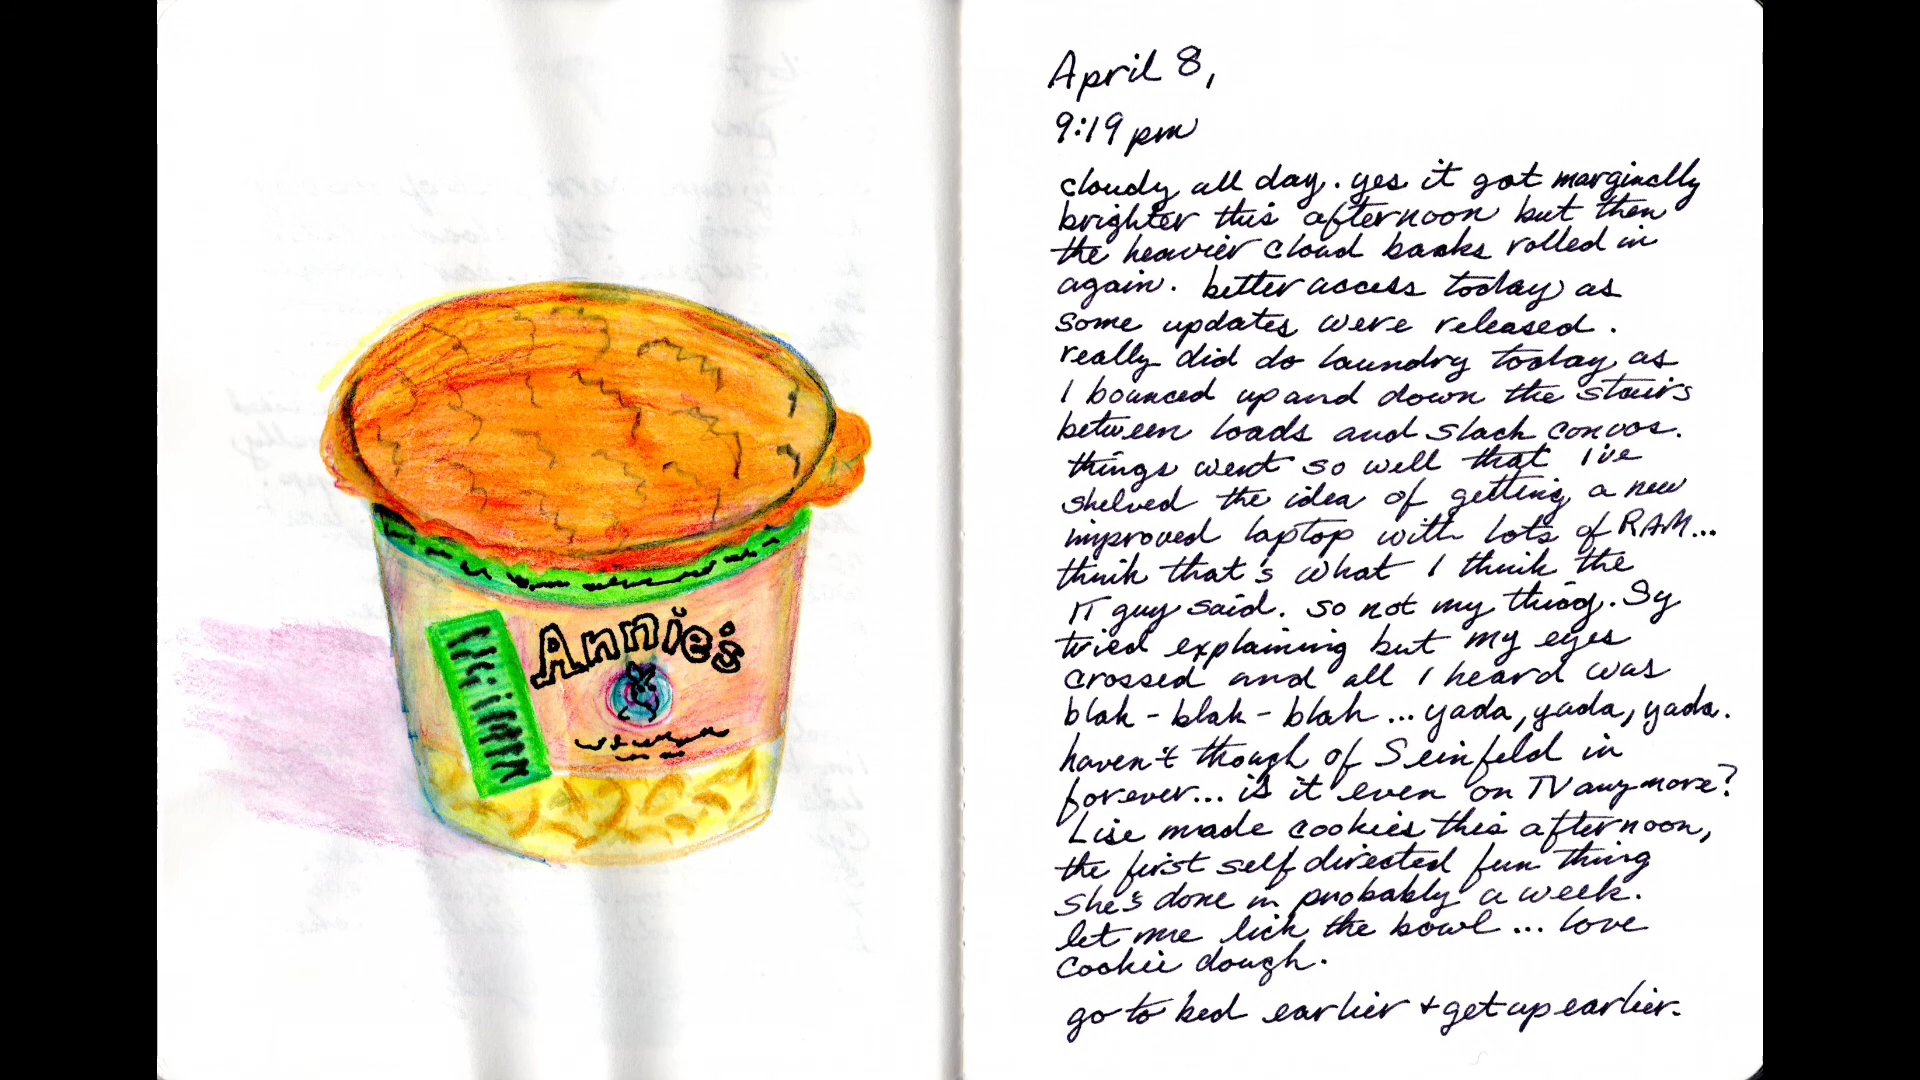 Annie's
April 8,
9:19 pm
cloudy all day. yes it got marginally
brighter this afternoon but then
the heavier cloud banks rolled in
again. better access today as
some updates were released.
really did do laundry today as
I bounced up and down the stairs
between loads and slack convos.
things went so well that I've
shelved the idea of getting a new
improved laptop with lots of RAM...
think that's what I think the
IT guy said. so not my thing. Sy
tried explaining but my eyes
crossed and all I heard was
blah - blah - blah ... yada, yada, yada.
haven't though of Seinfeld in
forever... is it even on TV anymore?
Lise made cookies this afternoon,
the first self directed fun thing
she's done in probably a week.
let me lick the bowl ... love
cookie dough.
go to bed earlier + get up earlier.